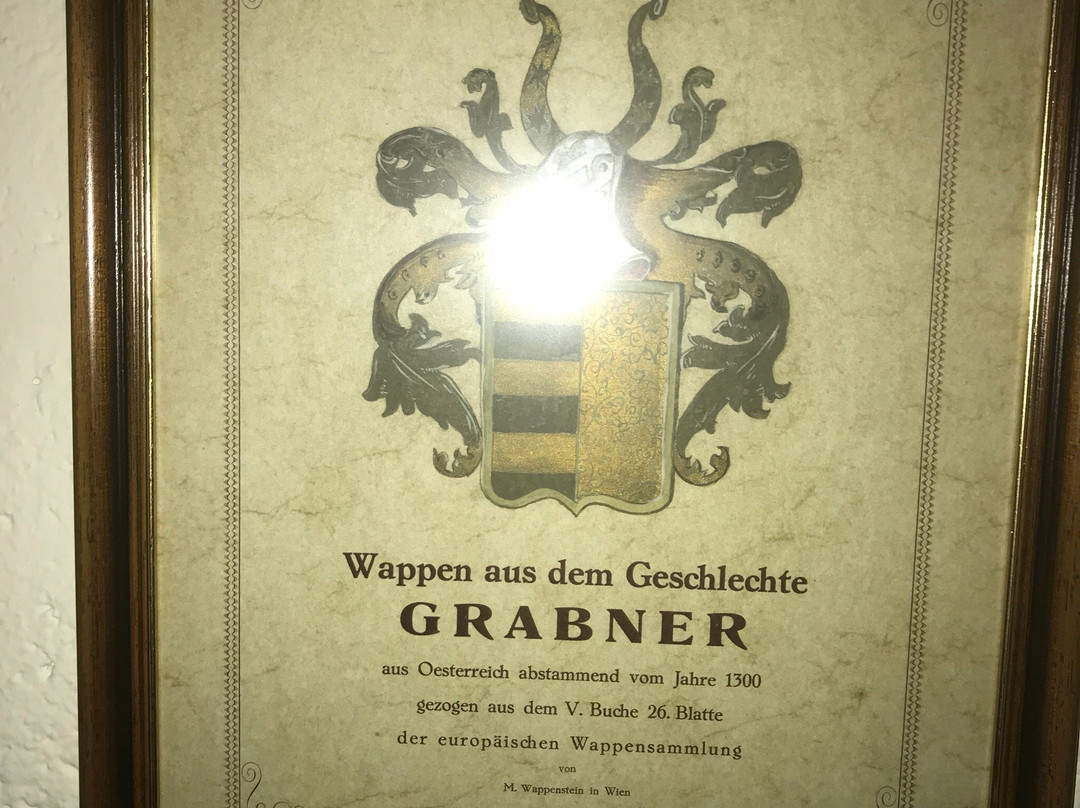 Wappen aus dem Geschlechte
GRABNER
aus Oesterreich abstammend vom Jahre 1300
gezogen aus dem V. Buche 26. Blatte
der europäischen Wappensammlung
von
M. Wappenstein in Wien